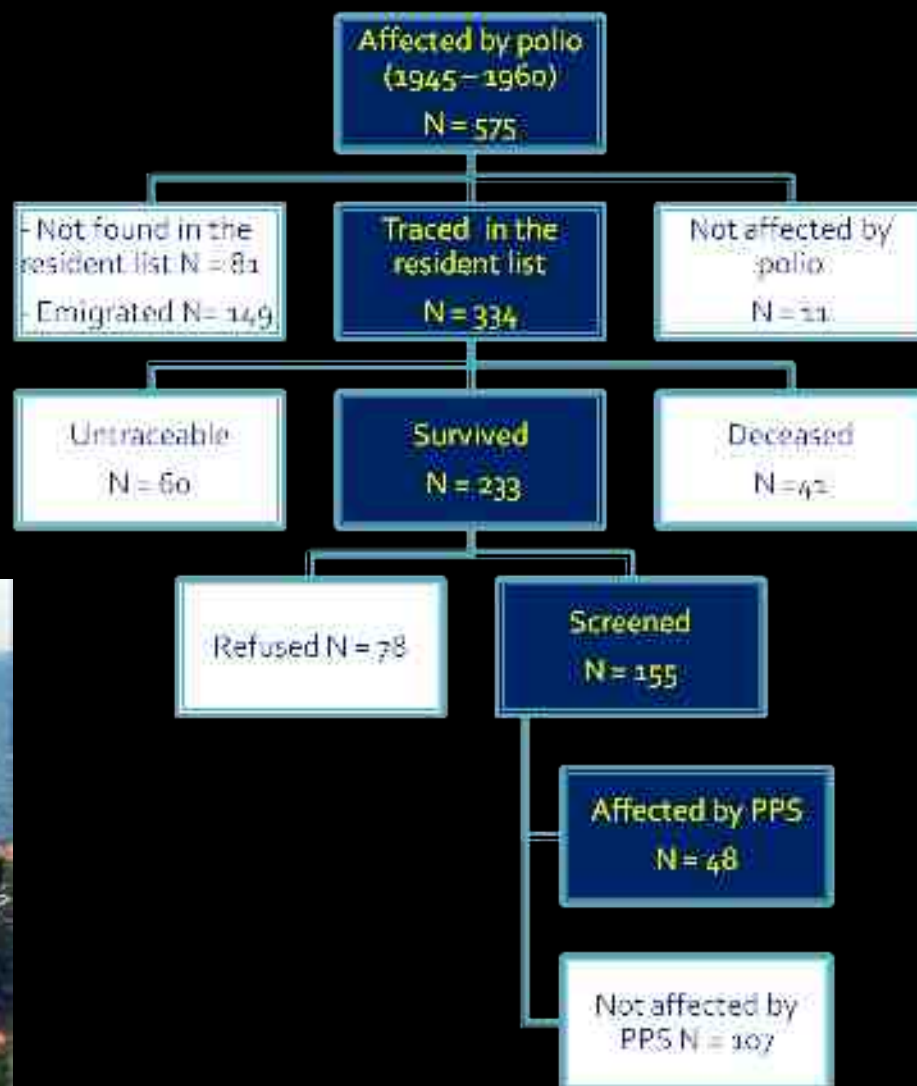 Affected by polio
(1945 – 1960)
N = 575
- Not found in the
resident list N = 81
- Emigrated N= 149
Traced in the
resident list
N = 334
Not affected by
polio
N = 11
Untraceable
N = 60
Survived
N = 233
Deceased
N =41
Refused N = 78
Screened
N = 155
Affected by PPS
N = 48
Not affected by
PPS N = 107